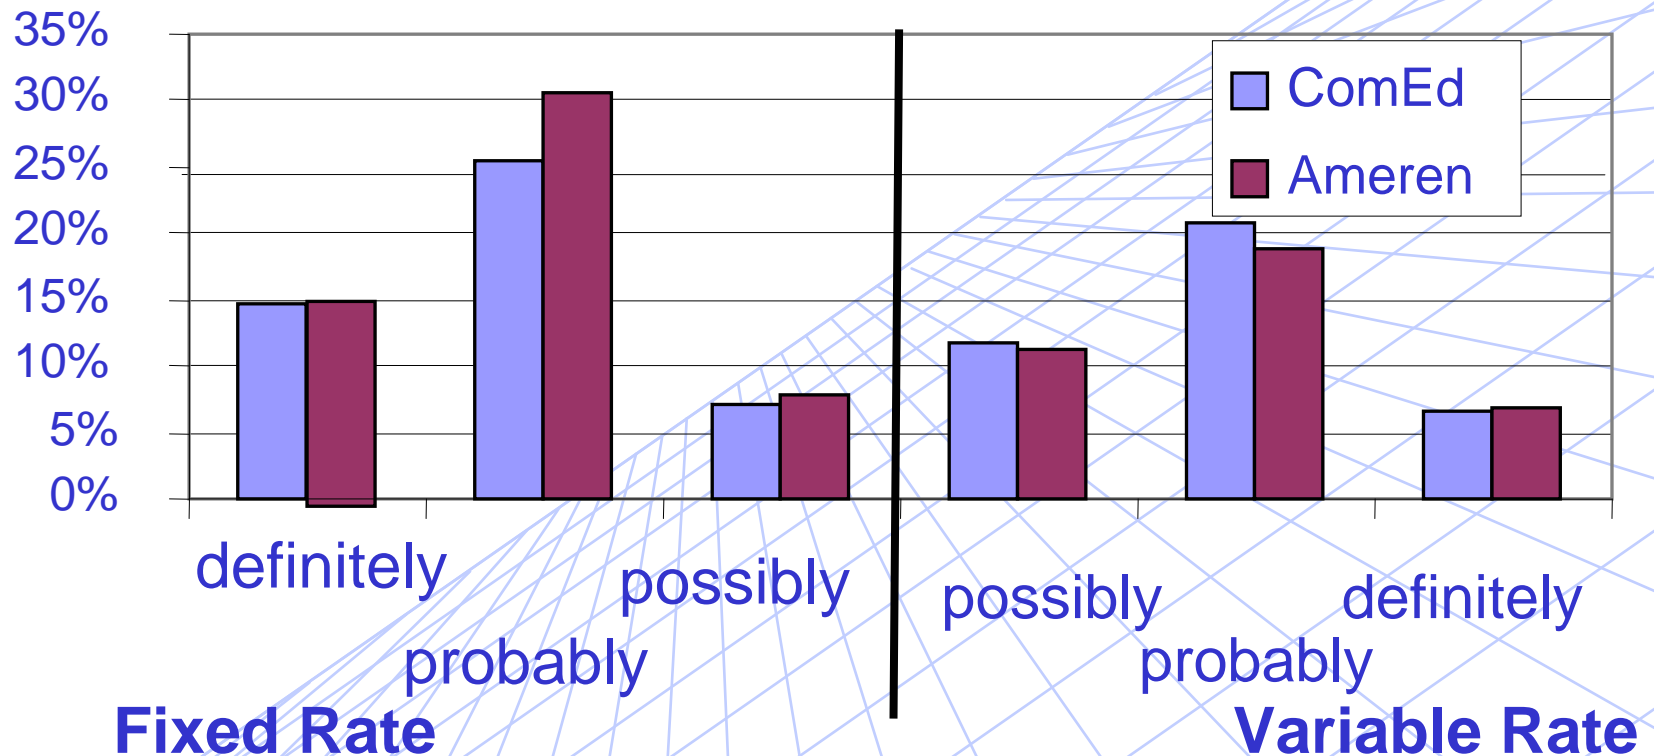 35%
30%
25%
20%
15%
10%
5%
0%
ComEd
Ameren
definitely
probably
possibly
possibly
probably
definitely
Fixed Rate
Variable Rate